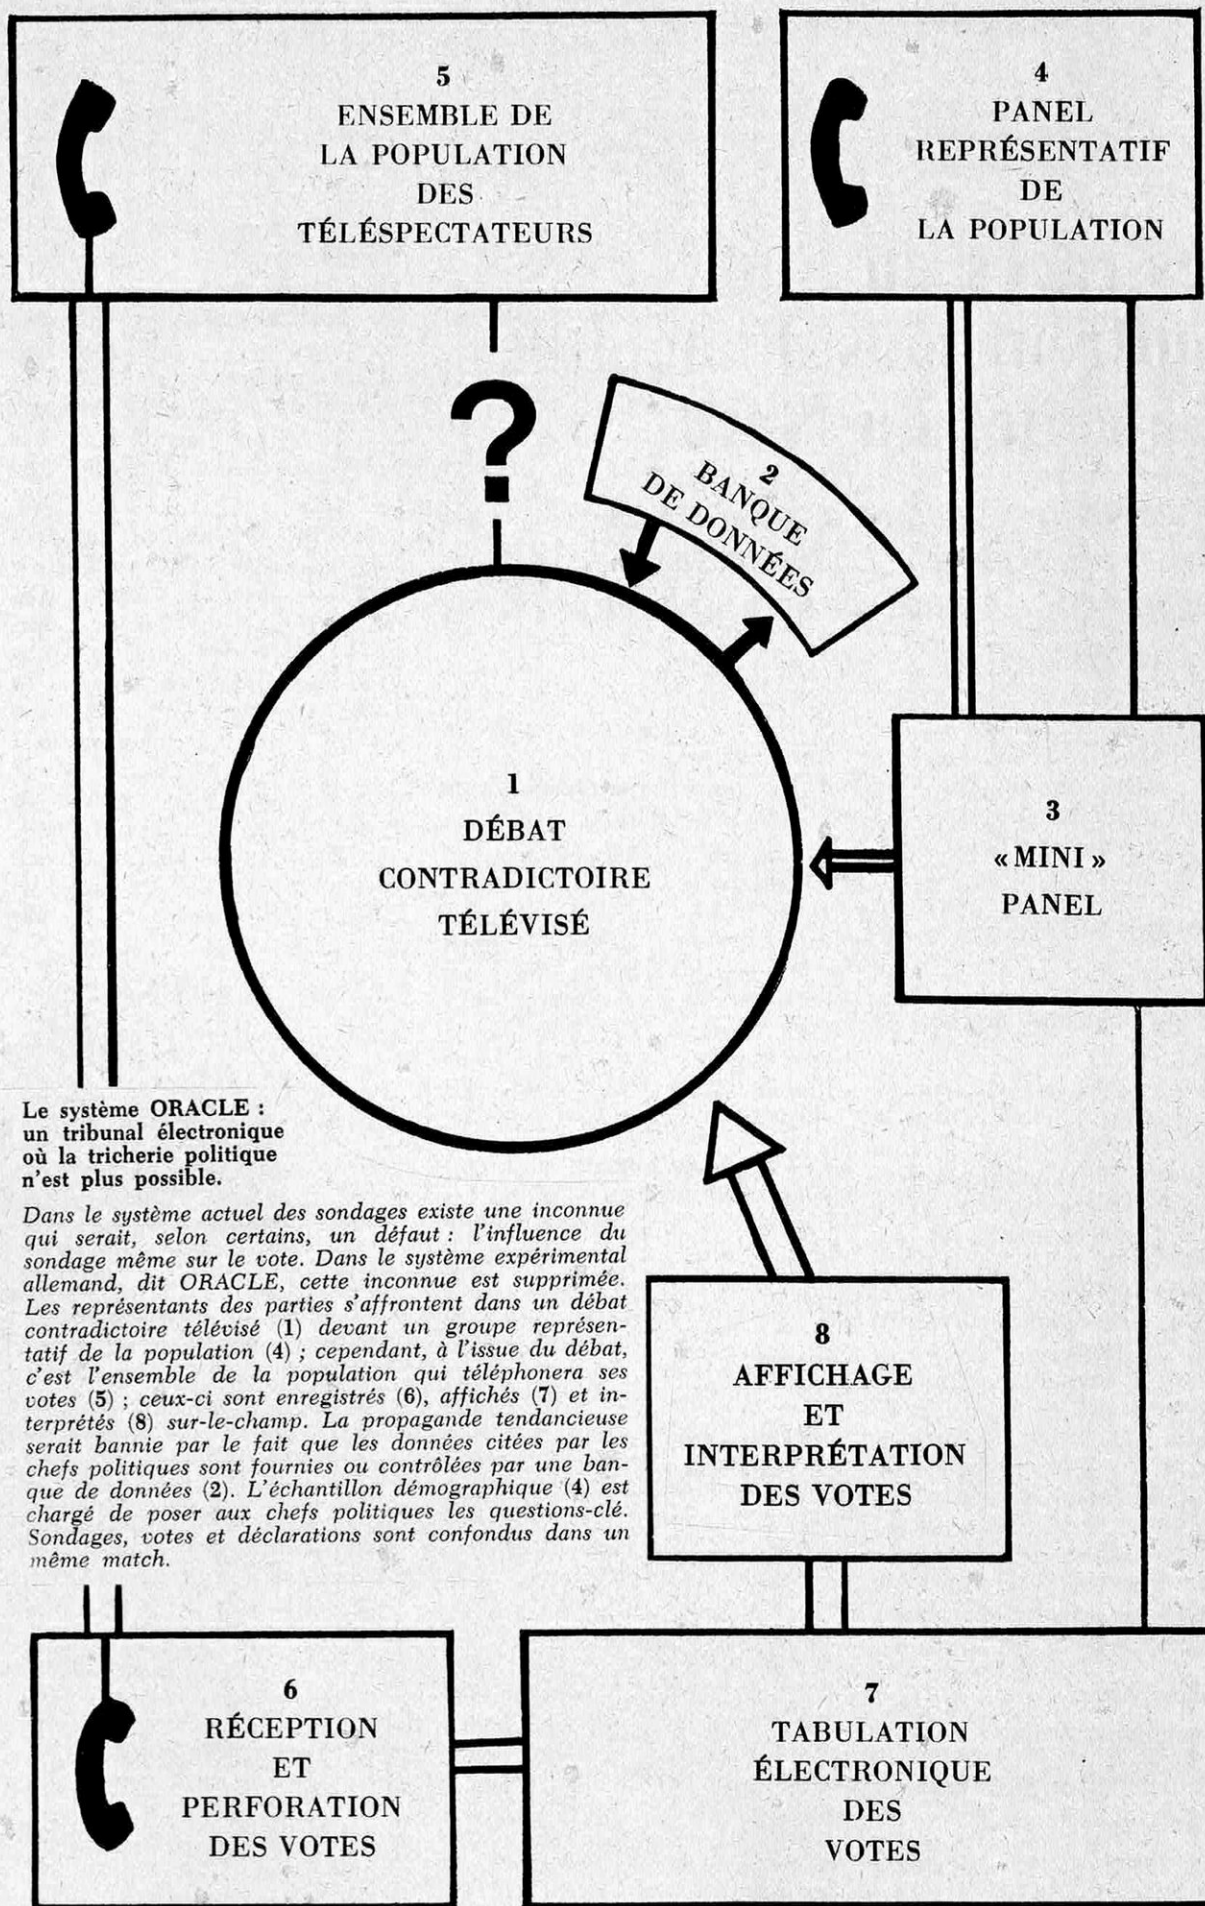 5
ENSEMBLE DE
LA POPULATION
DES
TÉLÉSPECTATEURS
4
PANEL
REPRÉSENTATIF
DE
LA POPULATION
?
2
BANQUE
DE DONNÉES
1
DÉBAT
CONTRADICTOIRE
TÉLÉVISÉ
3
«MINI»
PANEL
Le système ORACLE :
un tribunal électronique
où la tricherie politique
n'est plus possible.
Dans le système actuel des sondages existe une inconnue
qui serait, selon certains, un défaut : l'influence du
sondage même sur le vote. Dans le système expérimental
allemand, dit ORACLE, cette inconnue est supprimée.
Les représentants des parties s'affrontent dans un débat
contradictoire télévisé (1) devant un groupe représen-
tatif de la population (4) ; cependant, à l'issue du débat,
c'est l'ensemble de la population qui téléphonera ses
votes (5) ; ceux-ci sont enregistrés (6), affichés (7) et in-
terprétés (8) sur-le-champ. La propagande tendancieuse
serait bannie par le fait que les données citées par les
chefs politiques sont fournies ou contrôlées par une ban-
que de données (2). L'échantillon démographique (4) est
chargé de poser aux chefs politiques les questions-clé.
Sondages, votes et déclarations sont confondus dans un
même match.
8
AFFICHAGE
ET
INTERPRÉTATION
DES VOTES
6
RÉCEPTION
ET
PERFORATION
DES VOTES
7
TABULATION
ÉLECTRONIQUE
DES
VOTES